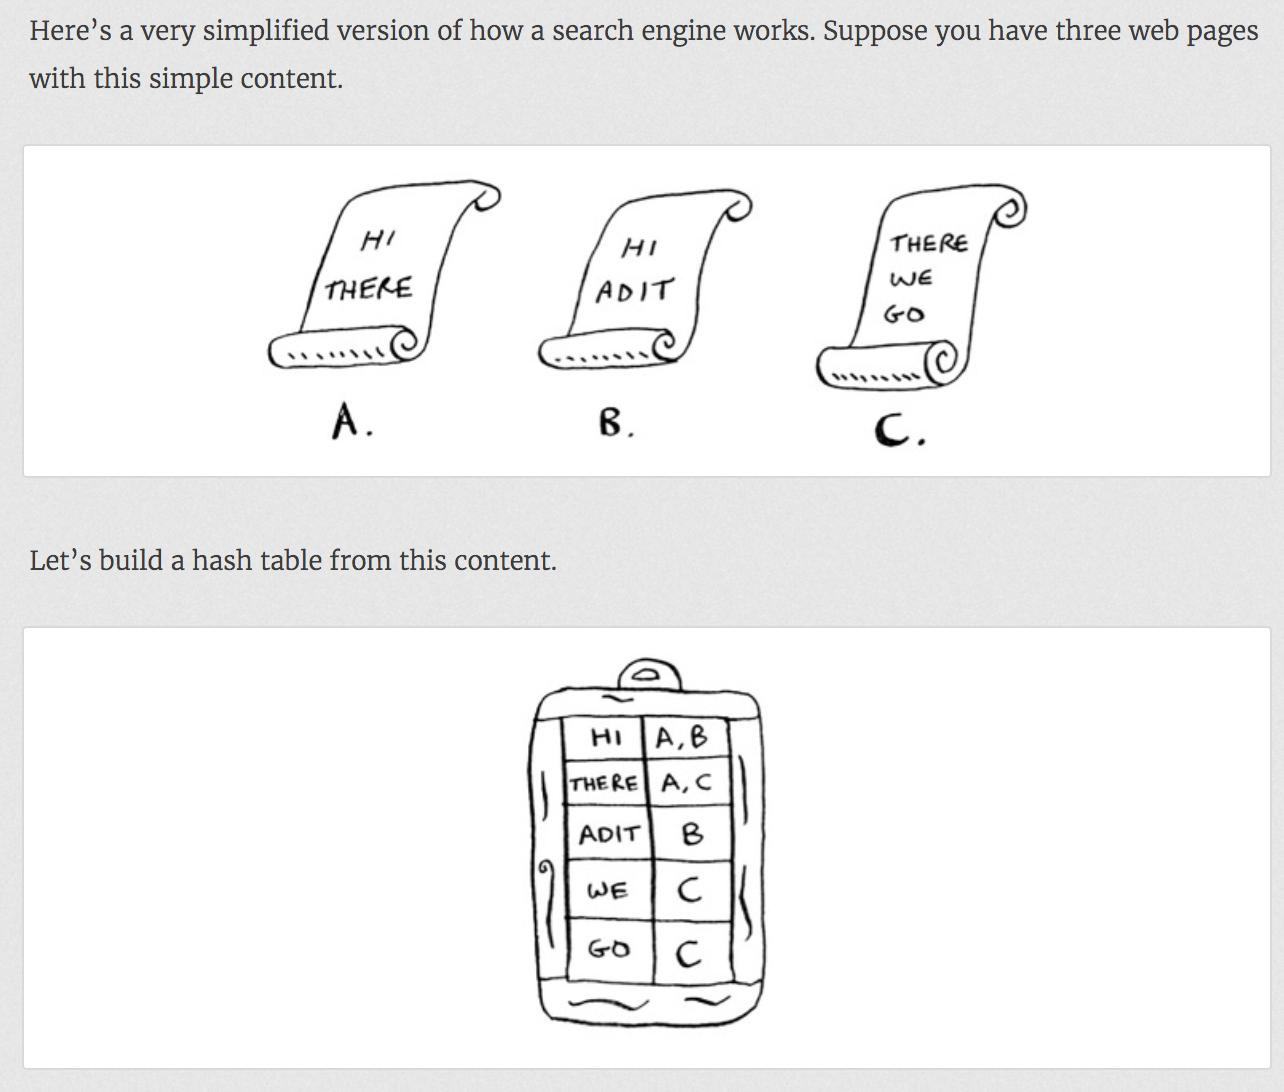 Here’s a very simplified version of how a search engine works. Suppose you have three web pages
with this simple content.
HI
THERE
A.
HI
ADIT
B.
THERE
WE
GO
C.
Let’s build a hash table from this content.
HI A, B
THERE A, C
ADIT B
WE C
GO C